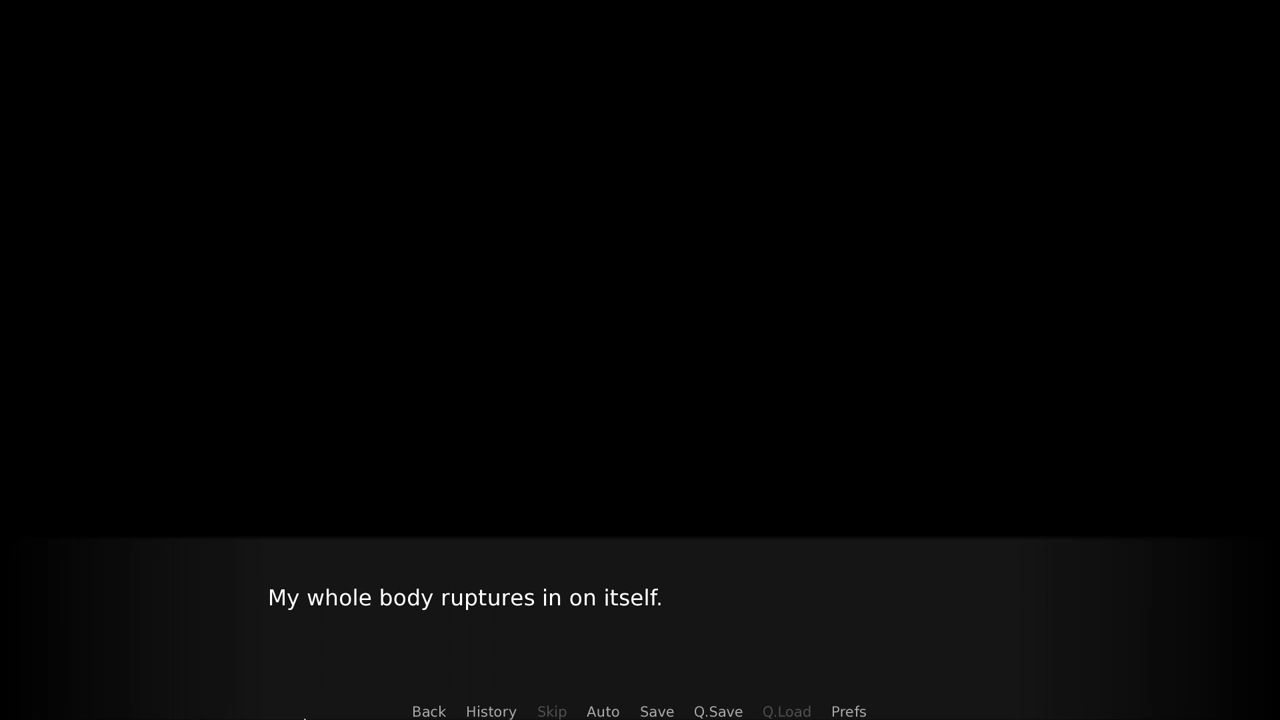 My whole body ruptures in on itself.
Back History Skip Auto Save Q.Save Q.Load Prefs